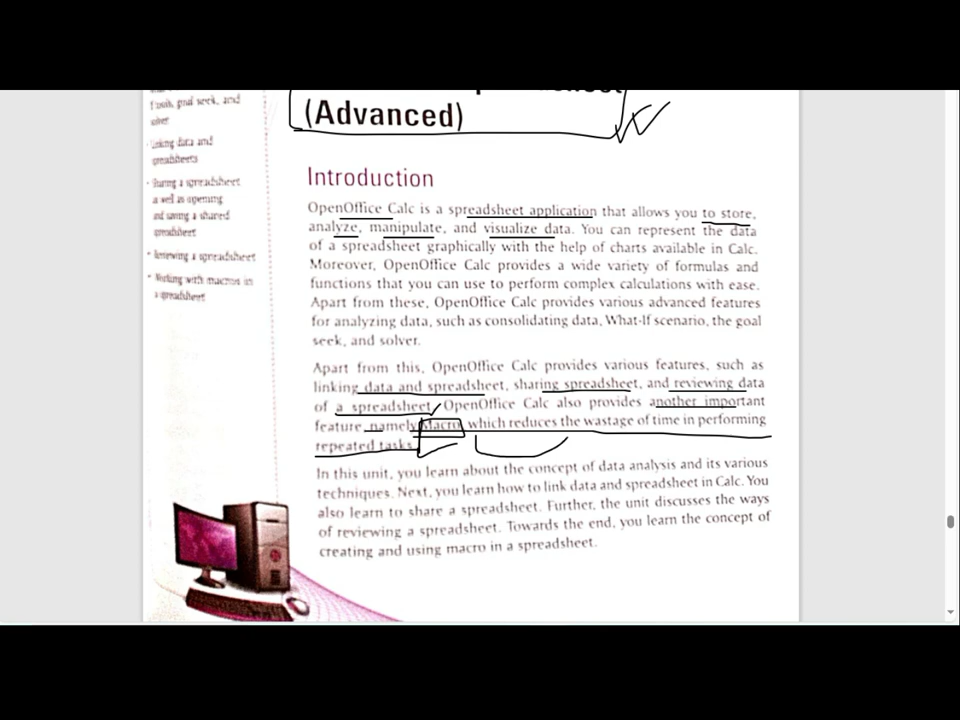 goal seek, and
solver
Linking data and
spreadsheets
Sharing a spreadsheet
as well as opening
and saving a shared
spreadsheet
• Reviewing a spreadsheet
• Working with macros in
a spreadsheet
(Advanced)
Introduction
OpenOffice Calc is a spreadsheet application that allows you to store,
analyze, manipulate, and visualize data. You can represent the data
of a spreadsheet graphically with the help of charts available in Calc.
Moreover, OpenOffice Calc provides a wide variety of formulas and
functions that you can use to perform complex calculations with ease.
Apart from these, OpenOffice Calc provides various advanced features
for analyzing data, such as consolidating data, What-If scenario, the goal
seek, and solver.
Apart from this, OpenOffice Calc provides various features, such as
linking data and spreadsheet, sharing spreadsheet, and reviewing data
of a spreadsheet. OpenOffice Calc also provides another important
feature namely Macro, which reduces the wastage of time in performing
repeated tasks.
In this unit, you learn about the concept of data analysis and its various
techniques. Next, you learn how to link data and spreadsheet in Calc. You
also learn to share a spreadsheet. Further, the unit discusses the ways
of reviewing a spreadsheet. Towards the end, you learn the concept of
creating and using macro in a spreadsheet.